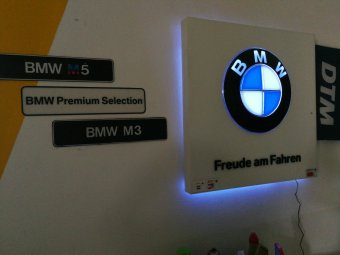 BMW M5
BMW Premium Selection
BMW M3
BMW
Freude am Fahren
DTM